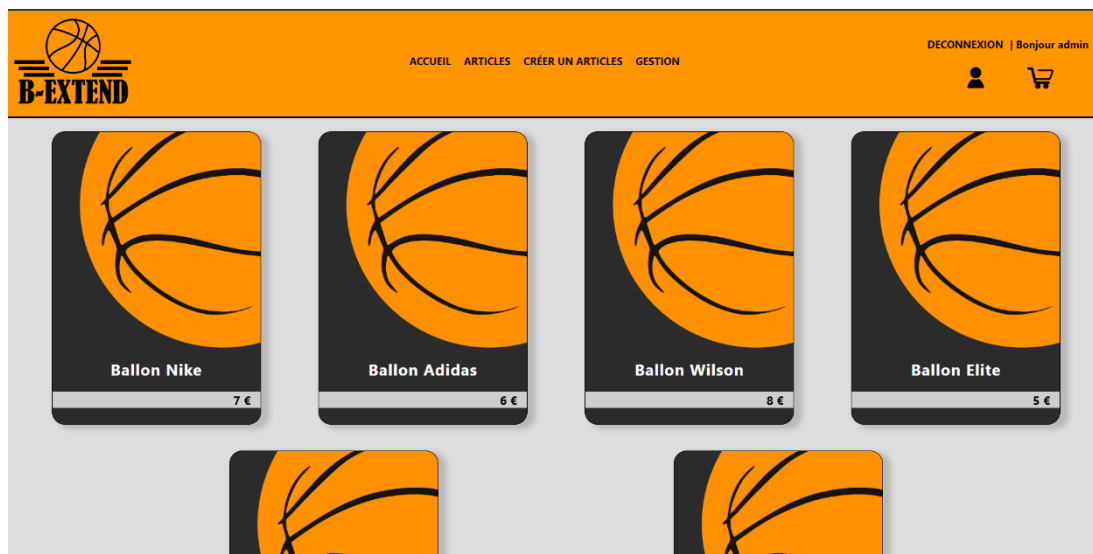 DECONNEXION | Bonjour admin
ACCUEIL ARTICLES CRÉER UN ARTICLES GESTION
B-EXTEND
Ballon Nike
7 €
Ballon Adidas
6 €
Ballon Wilson
8 €
Ballon Elite
5 €